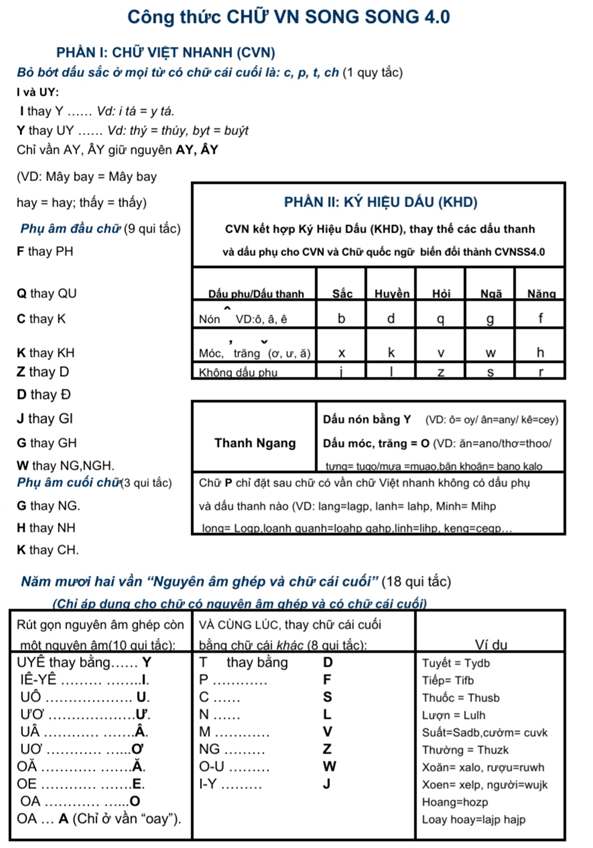 Công thức CHỮ VN SONG SONG 4.0
PHẦN I: CHỮ VIỆT NHANH (CVN)
Bỏ bớt dấu sắc ở mọi từ có chữ cái cuối là: c, p, t, ch (1 quy tắc)
I và UY:
I thay Y …… Vd: i tá = y tá.
Y thay UY …… Vd: thý = thúy, byt = buýt
Chỉ vần AY, ÂY giữ nguyên AY, ÂY
(VD: Mây bay = Mây bay
hay = hay; thấy = thấy)
Phụ âm đầu chữ (9 qui tắc)
F thay PH
Q thay QU
C thay K
K thay KH
Z thay D
D thay Đ
J thay GI
G thay GH
W thay NG,NGH.
Phụ âm cuối chữ(3 qui tắc)
G thay NG.
H thay NH
K thay CH.
PHẦN II: KÝ HIỆU DẤU (KHD)
CVN kết hợp Ký Hiệu Dấu (KHD), thay thế các dấu thanh
và dấu phụ cho CVN và Chữ quốc ngữ biến đổi thành CVNSS4.0
Dấu phụ/Dấu thanh Sắc Huyền Hỏi Ngã Nặng
Nón ^ VD:ô, â, ê b d q g f
Móc, ʼ trăng ˘ (ơ, ư, ă) x k v w h
Không dấu phụ j l z s r
Thanh Ngang
Dấu nón bằng Y (VD: ô= oy/ ân=any/ kê=cey)
Dấu móc, trăng = O (VD: ăn=ano/thơ=thoo/
tưng= tugo/mưa =muao,băn khoăn= bano kalo
Chữ P chỉ đặt sau chữ có vần chữ Việt nhanh không có dấu phụ
và dấu thanh nào (VD: lang=lagp, lanh= lahp, Minh= Mihp
long= Logp,loanh quanh=loahp qahp,linh=lihp, keng=cegp…
Năm mươi hai vần “Nguyên âm ghép và chữ cái cuối” (18 qui tắc)
(Chỉ áp dụng cho chữ có nguyên âm ghép và có chữ cái cuối)
Rút gọn nguyên âm ghép còn
một nguyên âm(10 qui tắc):
UYÊ thay bằng…… Y
IÊ-YÊ ……… ……..I.
UÔ ………………… U.
ƯƠ …………………Ư.
UÂ ………… …….Â.
UƠ ………… …...Ơ
OĂ ………… …….Ă.
OE ………… …….E.
OA ………… …...O
OA … A (Chỉ ở vần “oay”).
VÀ CÙNG LÚC, thay chữ cái cuối
bằng chữ cái khác (8 qui tắc):
T thay bằng D
P ………… F
C …… S
N …… L
M ………… V
NG ……… Z
O-U ……… W
I-Y ……… J
Ví dụ
Tuyết = Tydb
Tiếp= Tifb
Thuốc = Thusb
Lượn = Lulh
Suất=Sadb,cườm= cuvk
Thường = Thuzk
Xoăn= xalo, rượu=ruwh
Xoen= xelp, người=wujk
Hoang=hozp
Loay hoay=lajp hajp